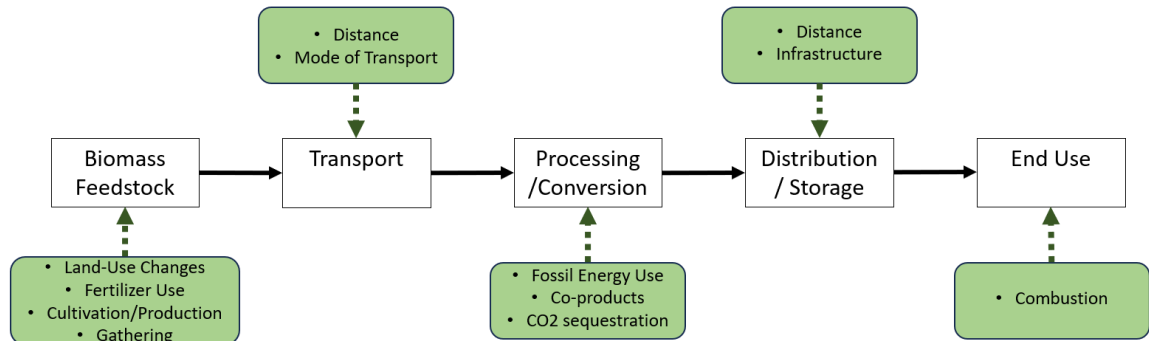 • Distance
• Mode of Transport
• Distance
• Infrastructure
Biomass
Feedstock
Transport
Processing
/Conversion
Distribution
/ Storage
End Use
• Land-Use Changes
• Fertilizer Use
• Cultivation/Production
• Gathering
• Fossil Energy Use
• Co-products
• CO2 sequestration
• Combustion